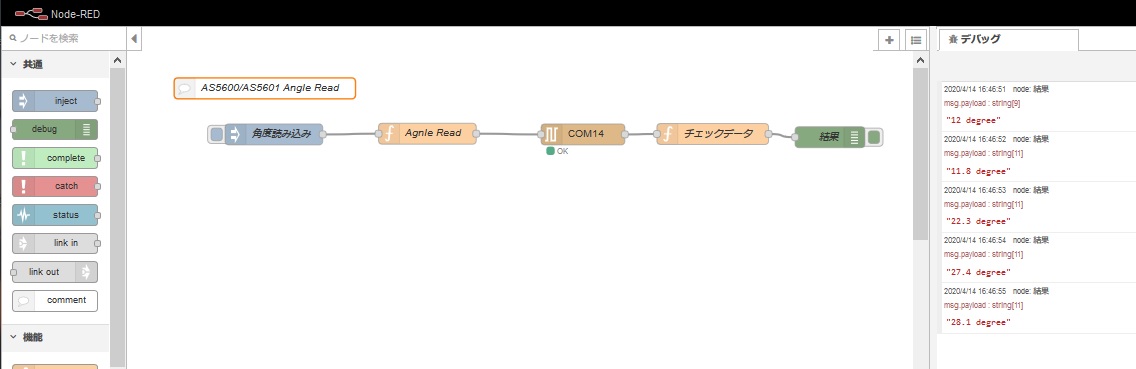 Node-RED
ノードを検索
共通
inject
debug
complete
catch
status
link in
link out
comment
機能
AS5600/AS5601 Angle Read
角度読み込み
Agnle Read
COM14
OK
チェックデータ
結果
デバッグ
2020/4/14 16:46:51 node: 結果
msg.payload : string[9]
"12 degree"
2020/4/14 16:46:52 node: 結果
msg.payload : string[11]
"11.8 degree"
2020/4/14 16:46:53 node: 結果
msg.payload : string[11]
"22.3 degree"
2020/4/14 16:46:54 node: 結果
msg.payload : string[11]
"27.4 degree"
2020/4/14 16:46:55 node: 結果
msg.payload : string[11]
"28.1 degree"